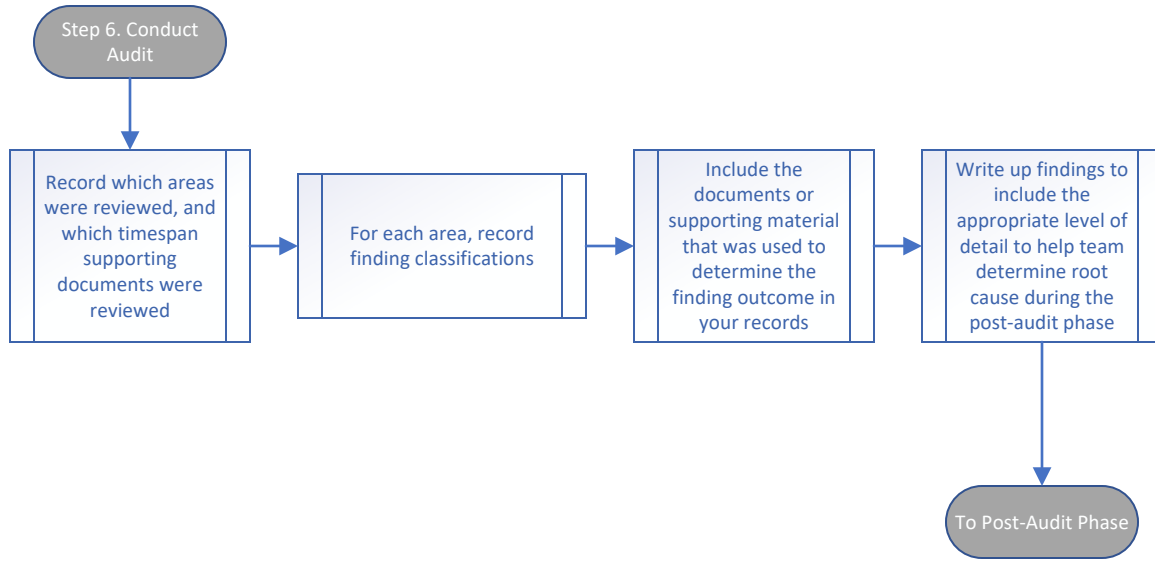 Step 6. Conduct
Audit
Record which areas
were reviewed, and
which timespan
supporting
documents were
reviewed
For each area, record
finding classifications
Include the
documents or
supporting material
that was used to
determine the
finding outcome in
your records
Write up findings to
include the
appropriate level of
detail to help team
determine root
cause during the
post-audit phase
To Post-Audit Phase